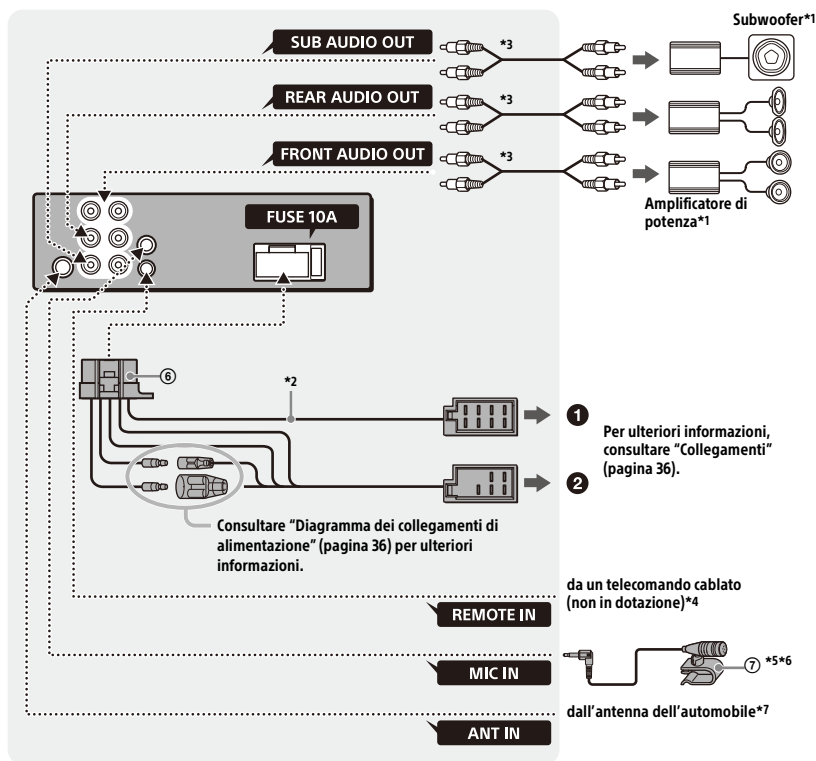 Subwoofer*1
SUB AUDIO OUT
*3
REAR AUDIO OUT
*3
FRONT AUDIO OUT
*3
Amplificatore di
potenza*1
FUSE 10A
⑥
*2
❶
Per ulteriori informazioni,
consultare “Collegamenti”
(pagina 36).
❷
Consultare “Diagramma dei collegamenti di
alimentazione” (pagina 36) per ulteriori
informazioni.
da un telecomando cablato
(non in dotazione)*4
REMOTE IN
⑦ *5*6
MIC IN
dall'antenna dell'automobile*7
ANT IN